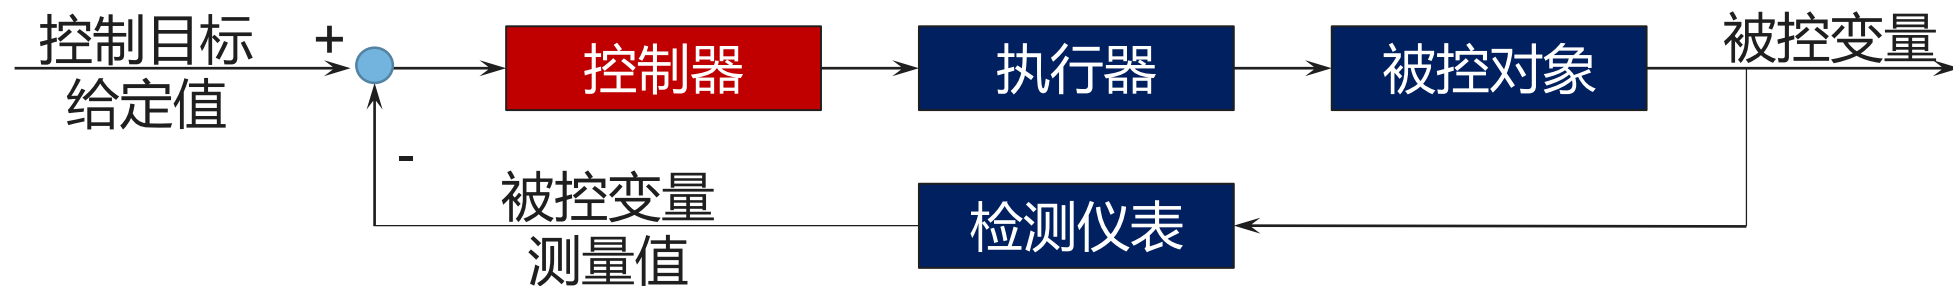 控制目标
给定值
+
控制器
执行器
被控对象
被控变量
-
被控变量
测量值
检测仪表